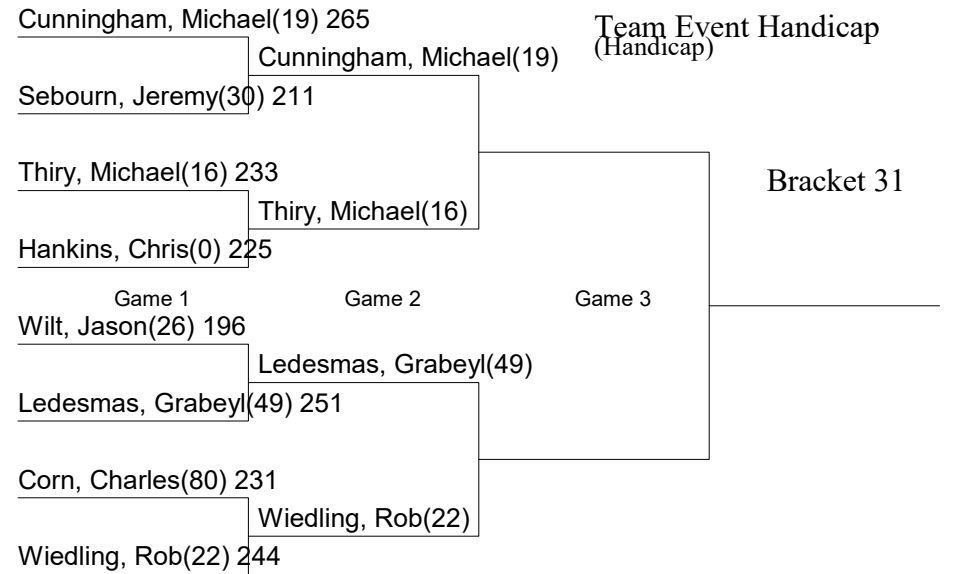 Cunningham, Michael(19) 265
Team Event Handicap
(Handicap)
Cunningham, Michael(19)
Sebourn, Jeremy(30) 211
Thiry, Michael(16) 233
Bracket 31
Thiry, Michael(16)
Hankins, Chris(0) 225
Game 1
Game 2
Game 3
Wilt, Jason(26) 196
Ledesmas, Grabeyl(49)
Ledesmas, Grabeyl(49) 251
Corn, Charles(80) 231
Wiedling, Rob(22)
Wiedling, Rob(22) 244